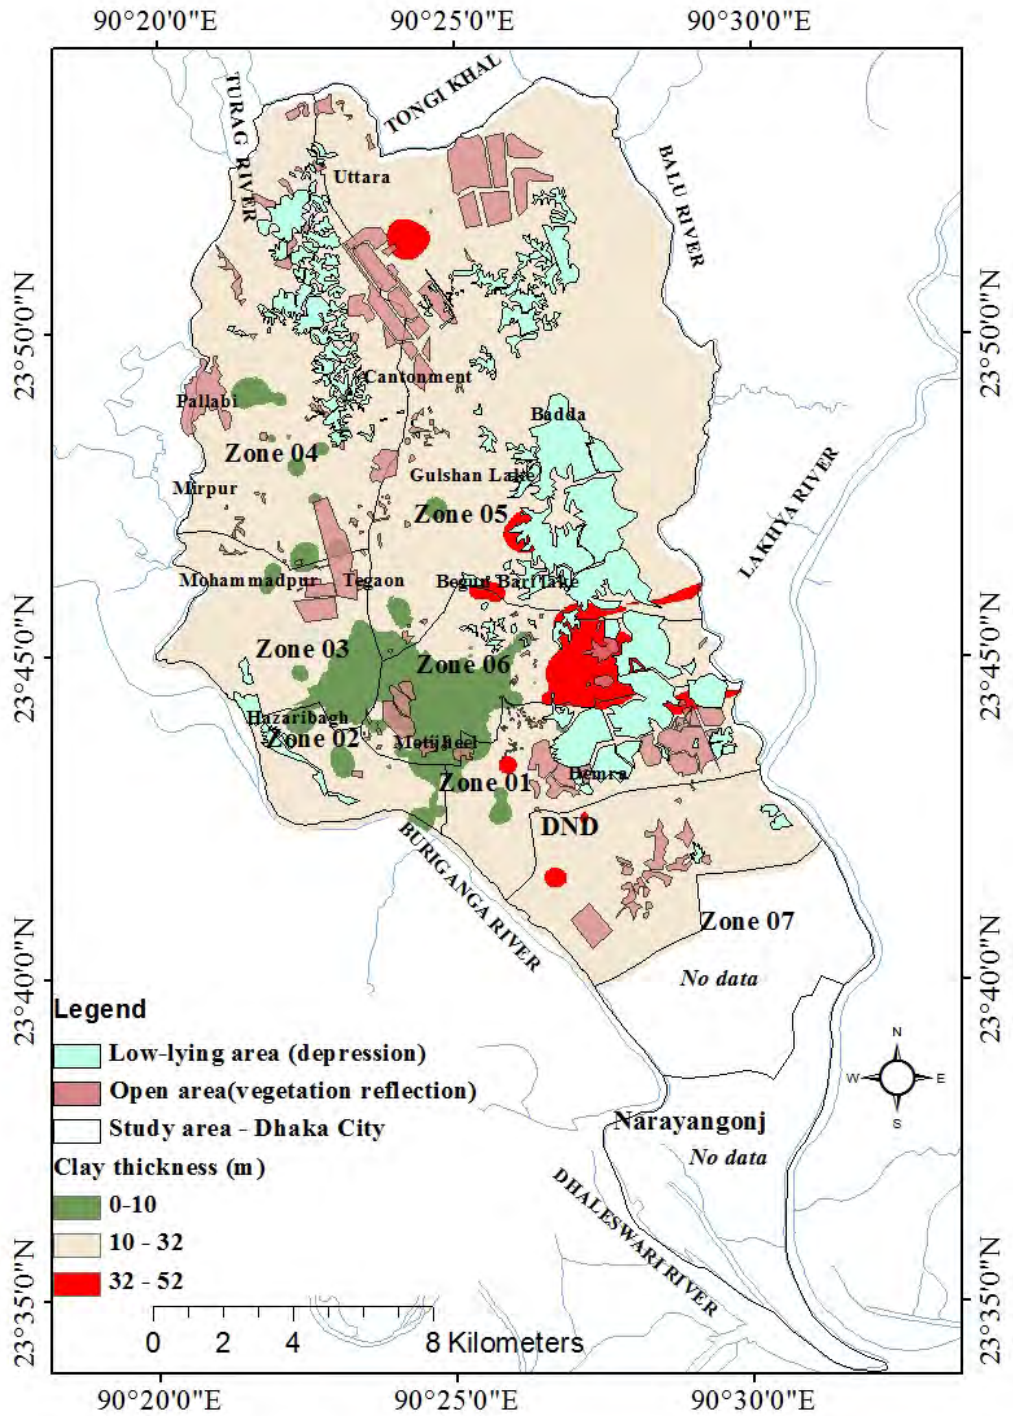 90°20'0"E 90°25'0"E 90°30'0"E
TURAG RIVER
TONGI KHAL
BALU RIVER
Uttara
23°50'0"N 23°50'0"N
Cantonment
Pallabi
Badda
Zone 04
Gulshan Lake
Mirpur
Zone 05
LAKHYA RIVER
Mohammadpur
Tegaon
Begun Bari lake
Zone 03
Zone 06
23°45'0"N 23°45'0"N
Hazaribagh
Zone 02
Motijheel
Demra
Zone 01
DND
BURIGANGA RIVER
Zone 07
No data
23°40'0"N 23°40'0"N
Legend
Low-lying area (depression)
Open area(vegetation reflection)
Study area - Dhaka City
Clay thickness (m)
0-10
10 - 32
32 - 52
N
W E
S
Narayangonj
No data
DHALESWARI RIVER
23°35'0"N 23°35'0"N
0 2 4 8 Kilometers
90°20'0"E 90°25'0"E 90°30'0"E